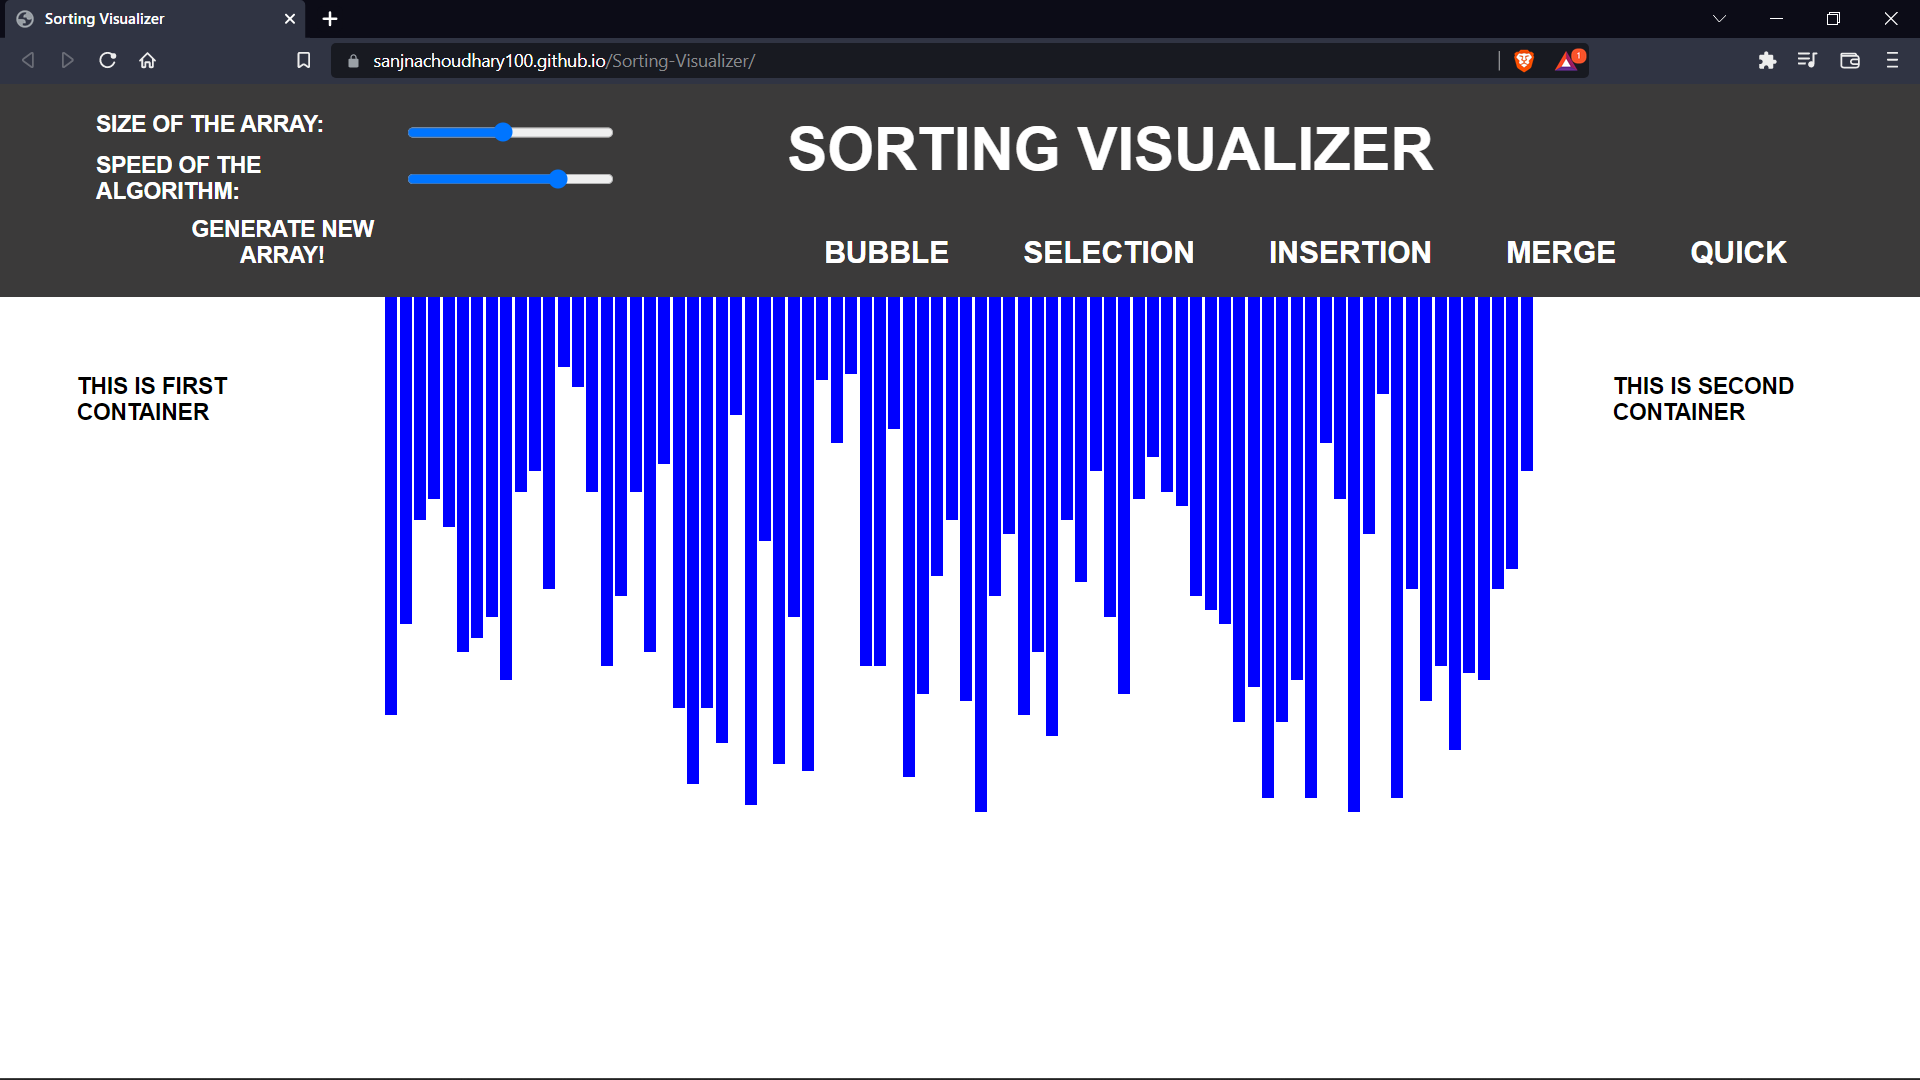 Sorting Visualizer
sanjnachoudhary100.github.io/Sorting-Visualizer/
1
SIZE OF THE ARRAY:
SPEED OF THE
ALGORITHM:
GENERATE NEW
ARRAY!
SORTING VISUALIZER
BUBBLE SELECTION INSERTION MERGE QUICK
THIS IS FIRST
CONTAINER
THIS IS SECOND
CONTAINER